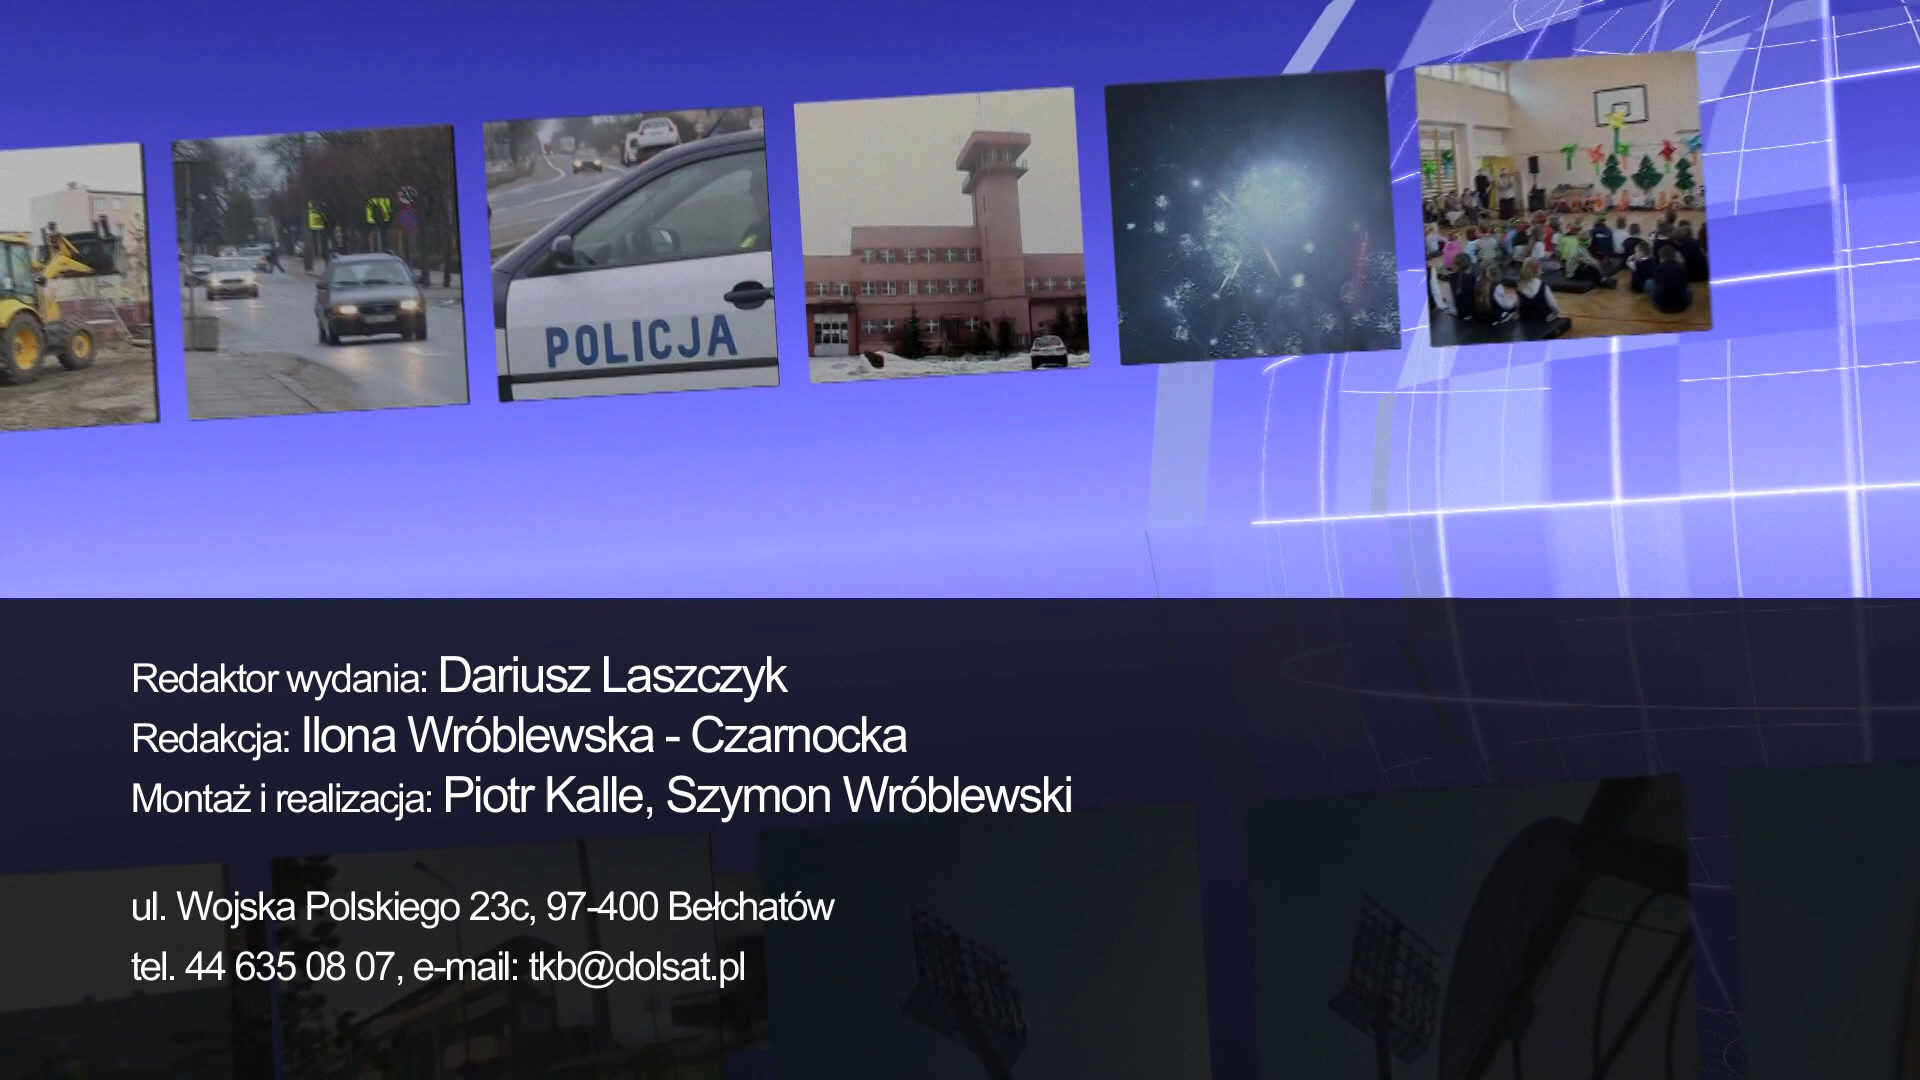 POLICJA
Redaktor wydania: Dariusz Laszczyk
Redakcja: Ilona Wróblewska - Czarnocka
Montaż i realizacja: Piotr Kalle, Szymon Wróblewski
ul. Wojska Polskiego 23c, 97-400 Bełchatów
tel. 44 635 08 07, e-mail: tkb@dolsat.pl